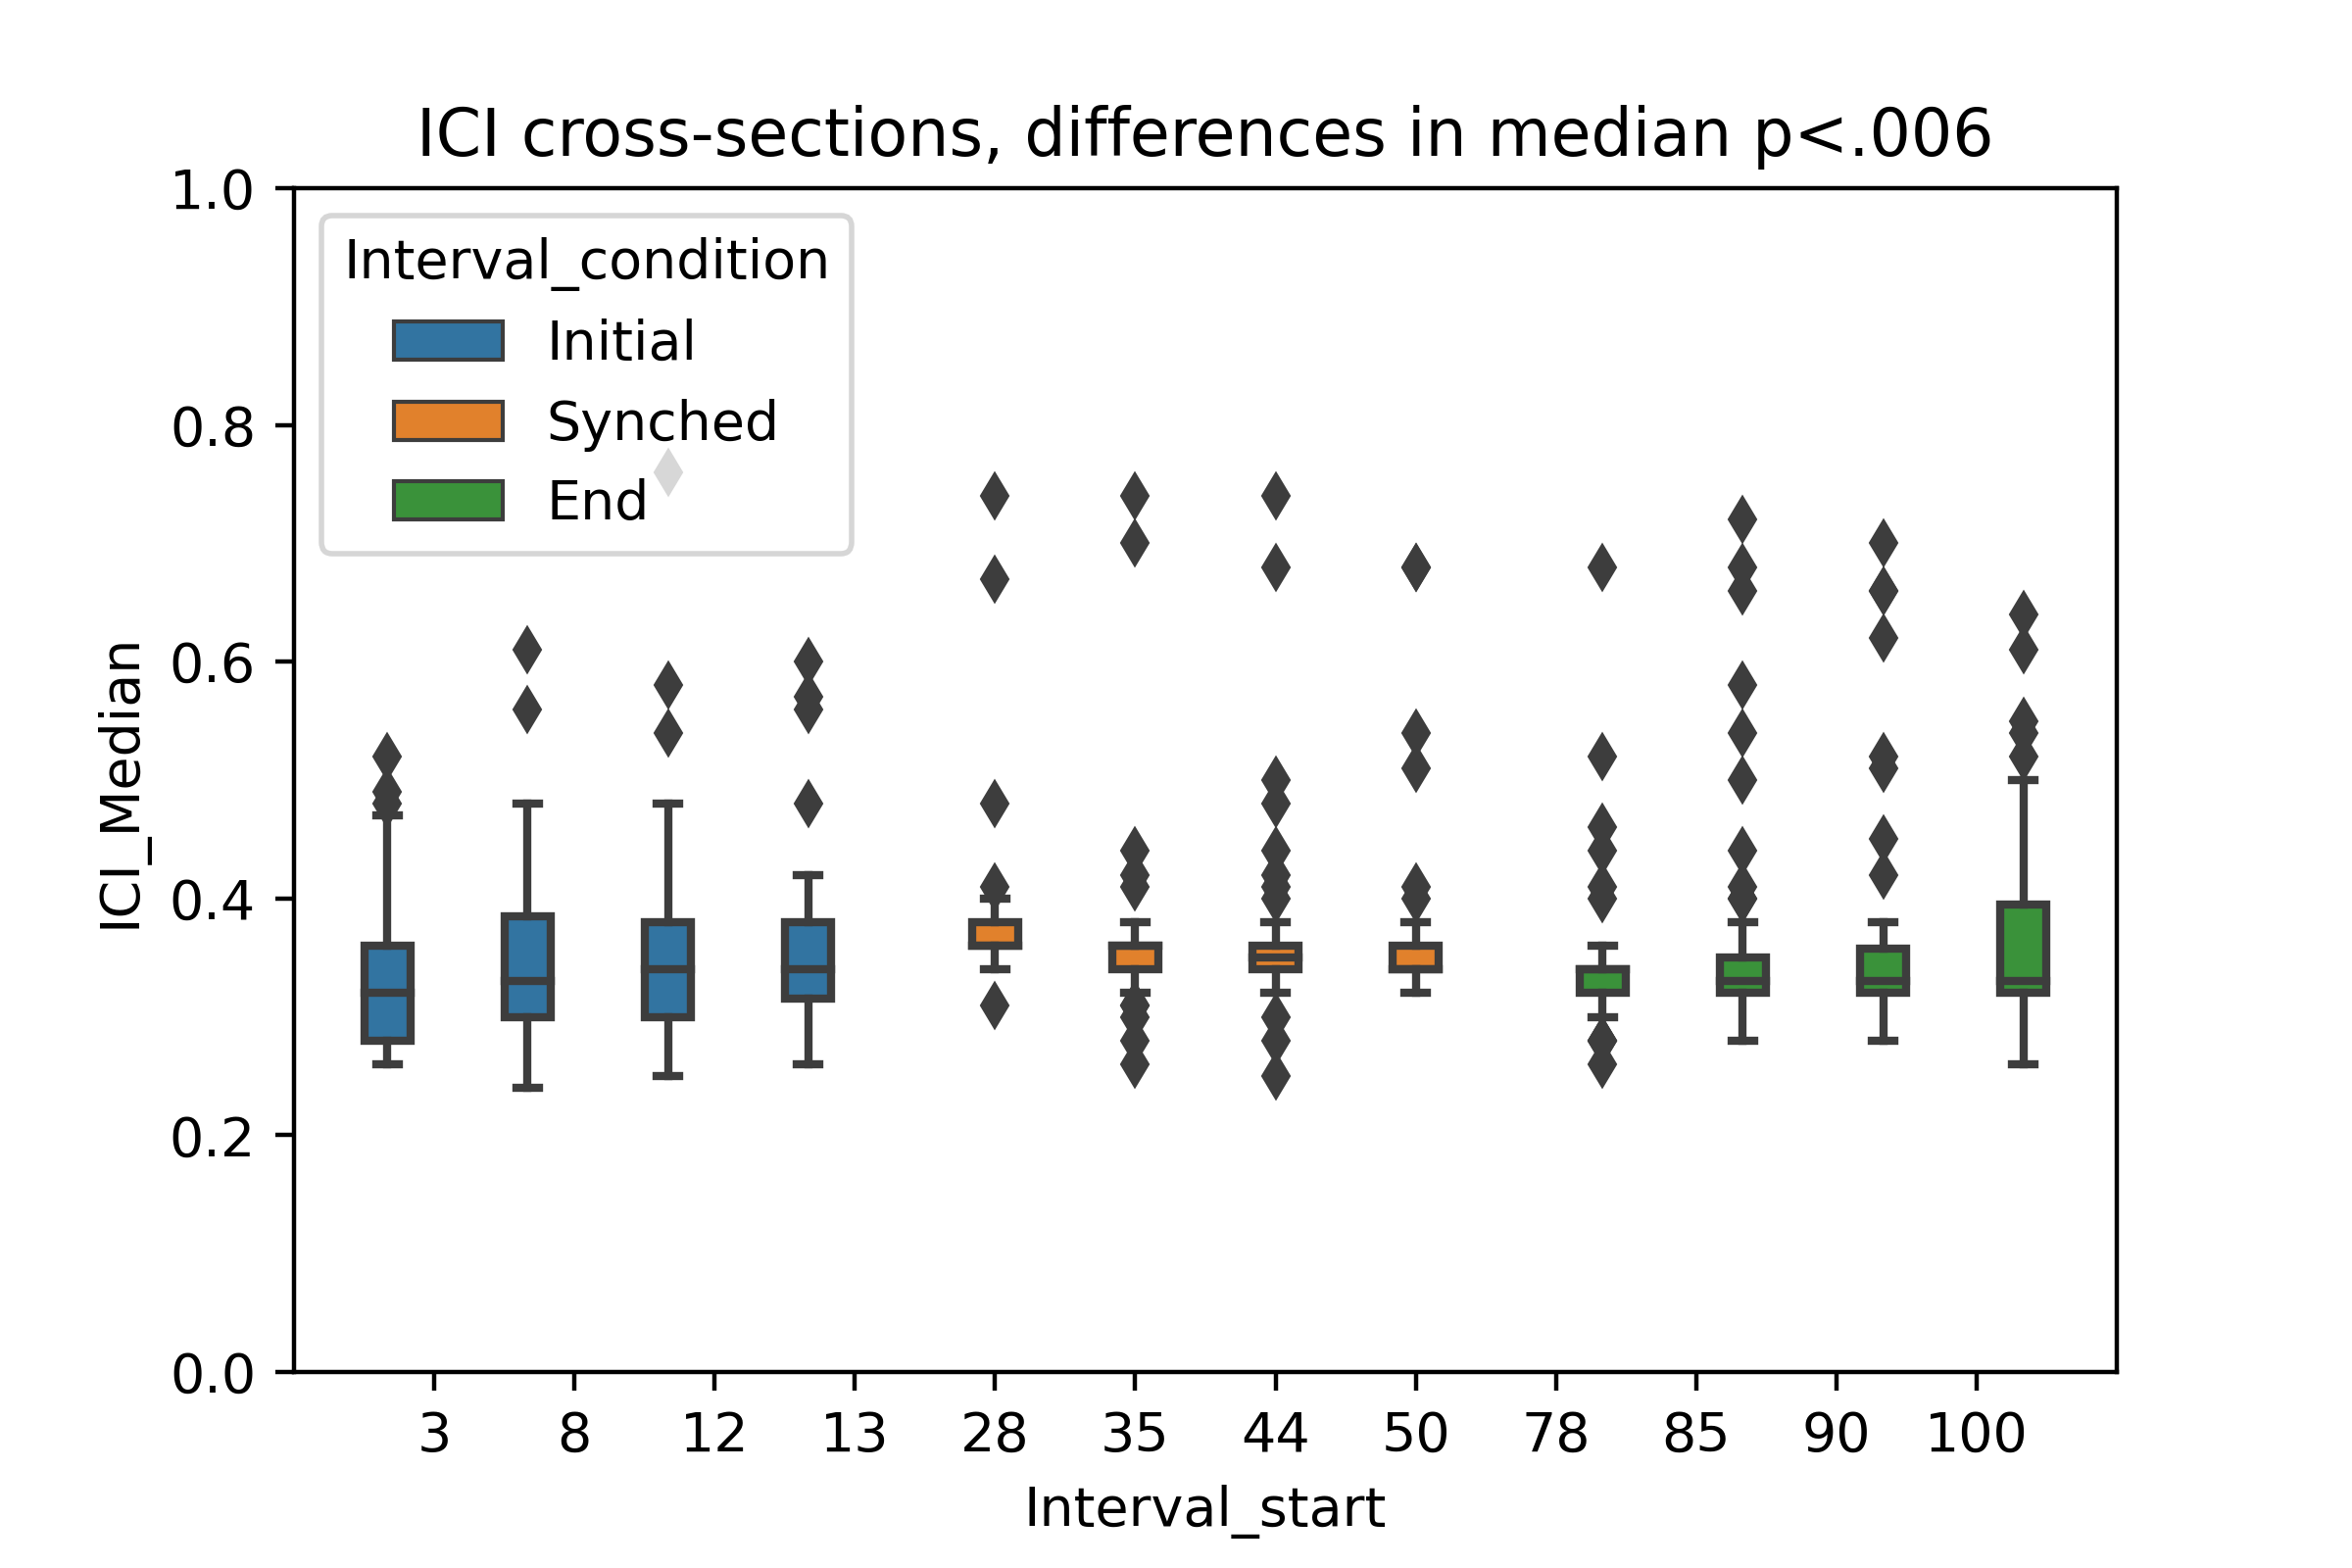 ICI cross-sections, differences in median p<.006
1.0
0.8
0.6
0.4
0.2
0.0
ICI_Median
Interval_condition
Initial
Synched
End
3 8 12 13 28 35 44 50 78 85 90 100
Interval_start